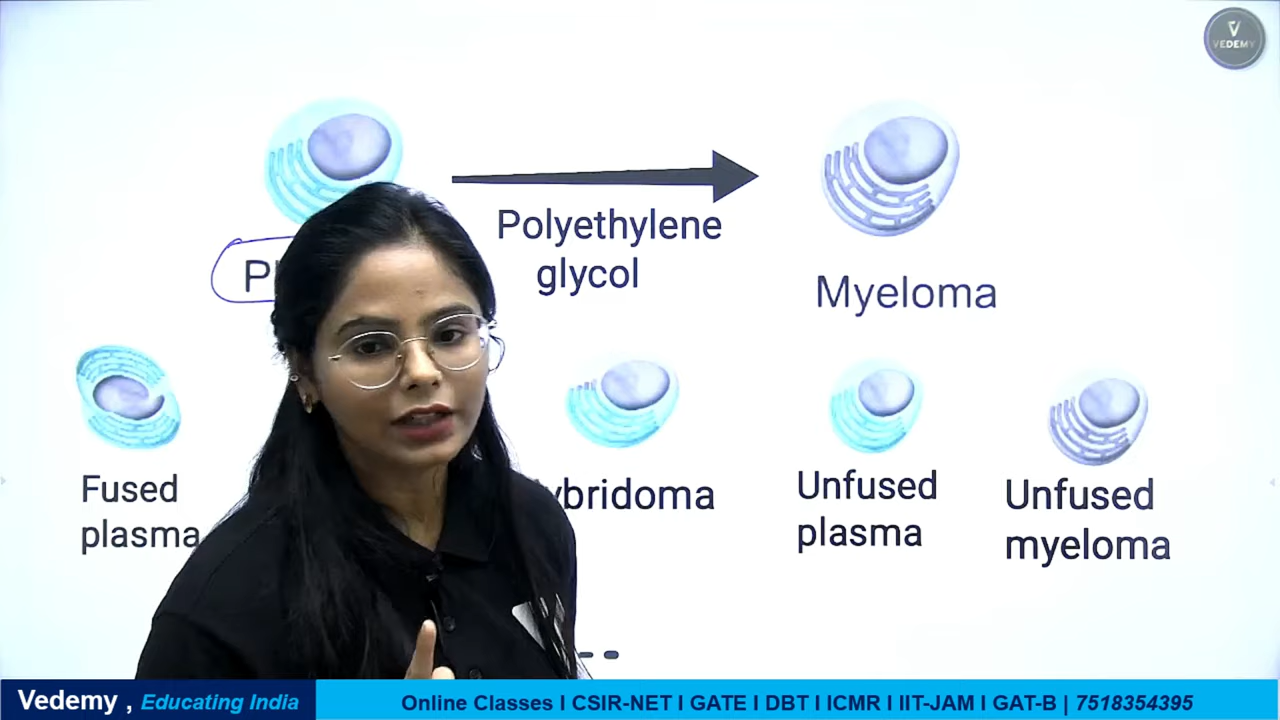 VEDEMY
Polyethylene
glycol
Myeloma
Fused
plasma
ybridoma
Unfused
plasma
Unfused
myeloma
Vedemy , Educating India
Online Classes I CSIR-NET I GATE I DBT I ICMR I IIT-JAM I GAT-B | 7518354395